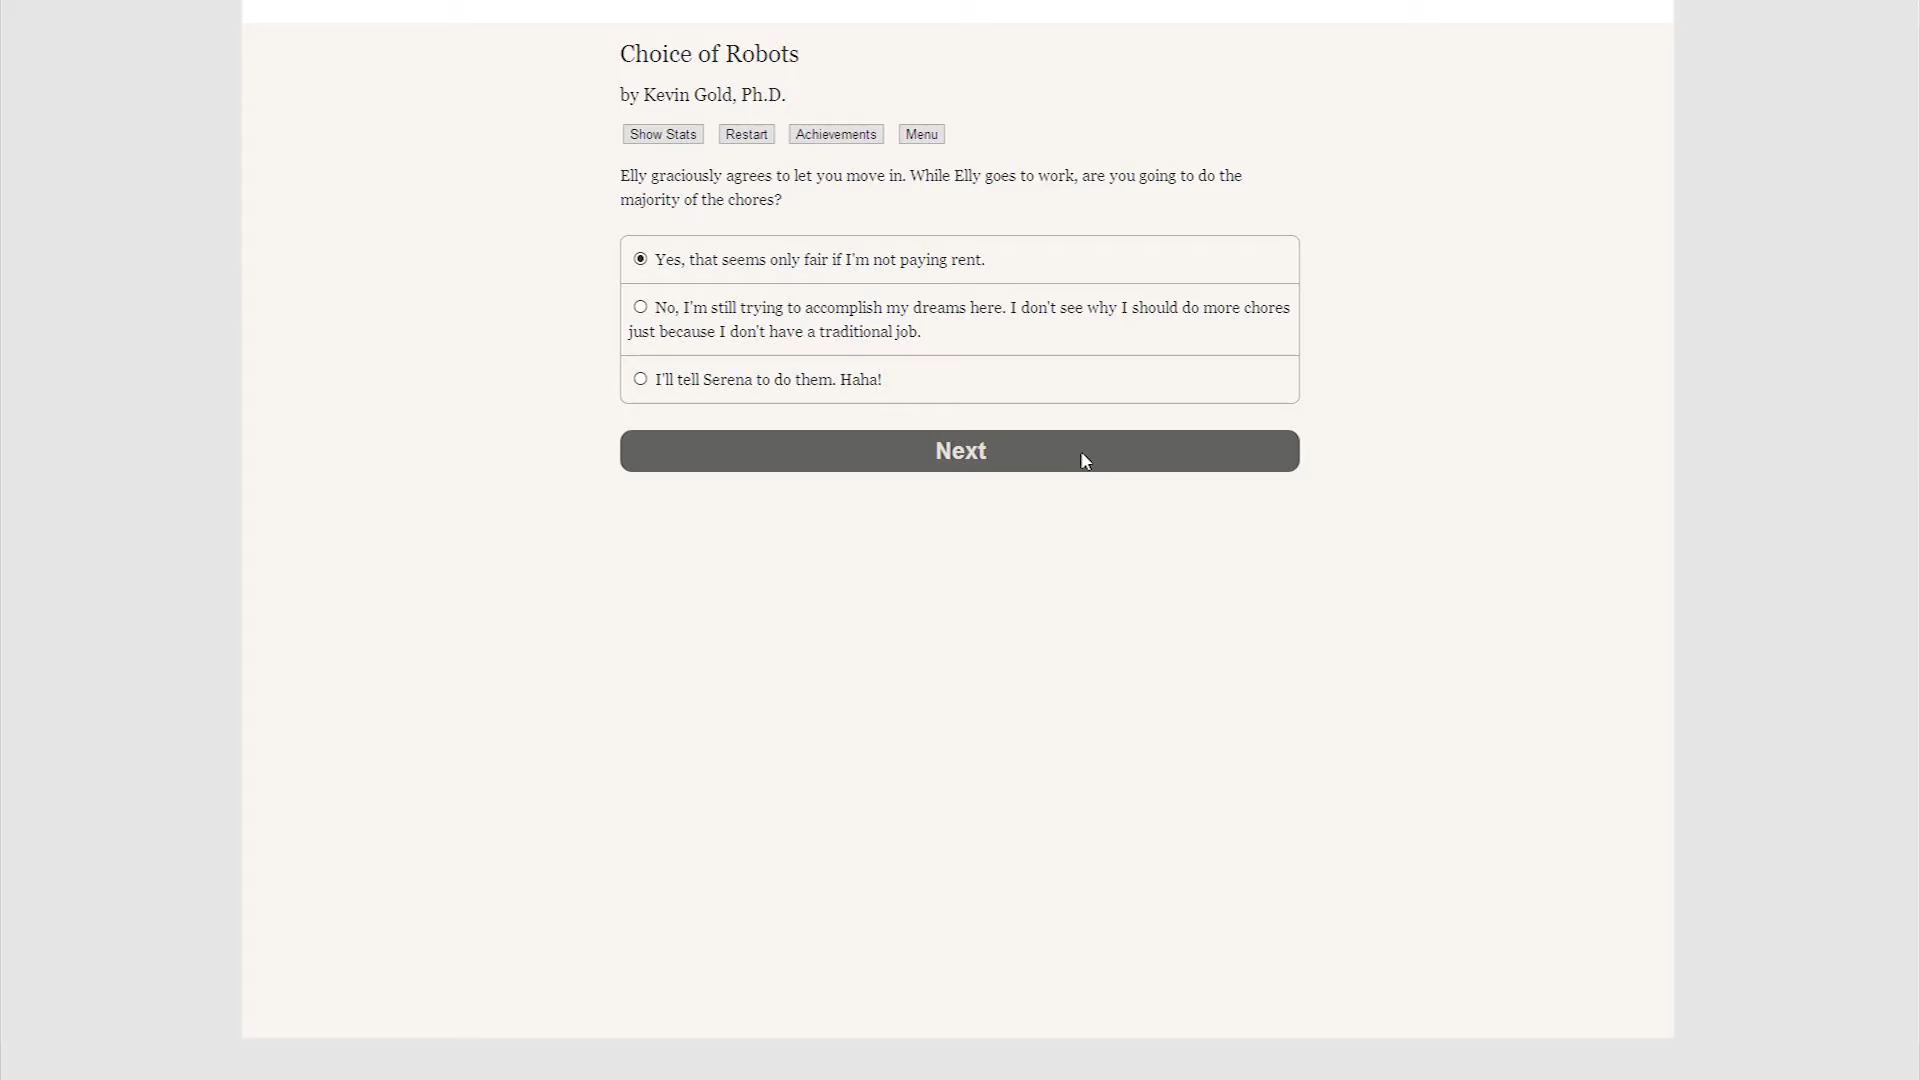 Choice of Robots
by Kevin Gold, Ph.D.
Show Stats Restart Achievements Menu
Elly graciously agrees to let you move in. While Elly goes to work, are you going to do the
majority of the chores?
Yes, that seems only fair if I'm not paying rent.
No, I'm still trying to accomplish my dreams here. I don't see why I should do more chores
just because I don't have a traditional job.
I'll tell Serena to do them. Haha!
Next